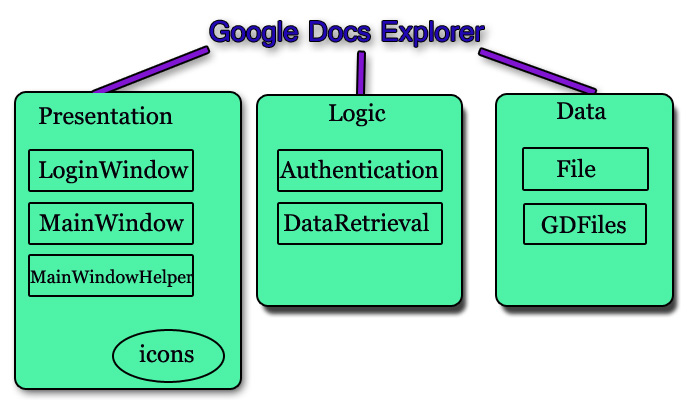 Google Docs Explorer
Presentation
LoginWindow
MainWindow
MainWindowHelper
icons
Logic
Authentication
DataRetrieval
Data
File
GDFiles